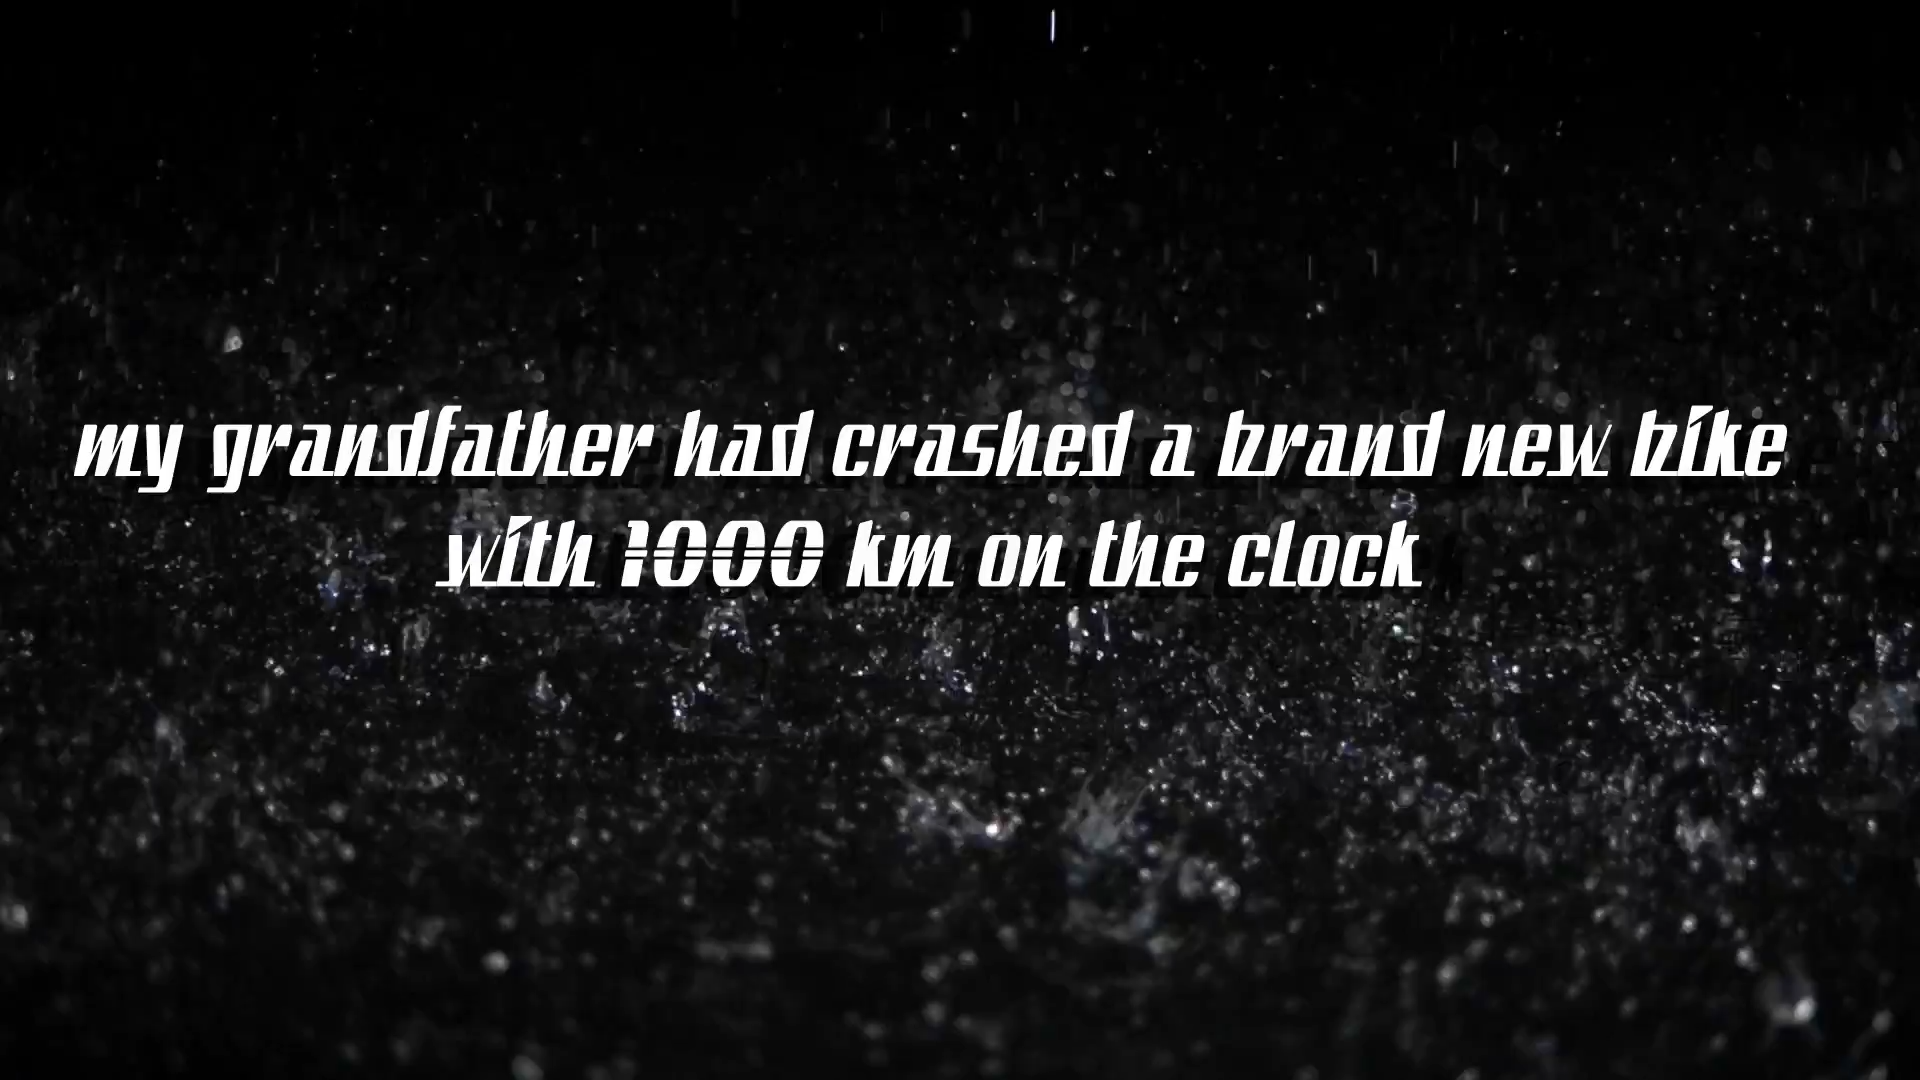 my grandfather had crashed a brand new bike
with 1000 km on the clock